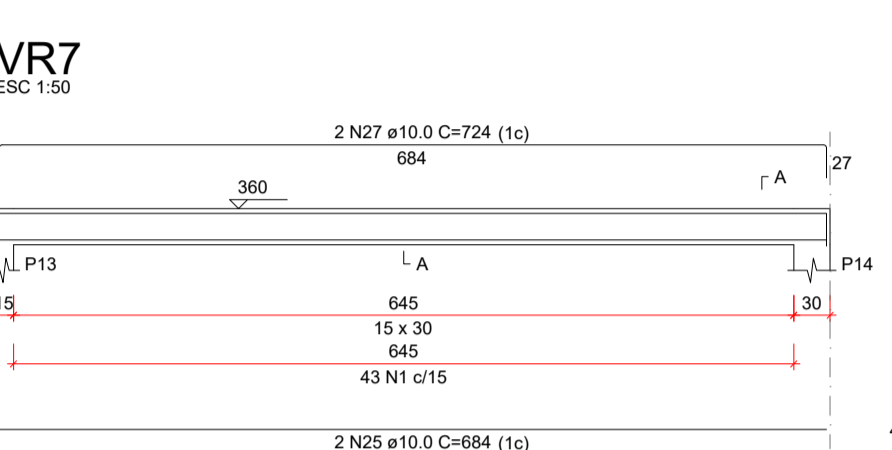 VR7
ESC 1:50
2 N27 ø10.0 C=724 (1c)
684
27
A
360
P13
A
P14
15
645
30
15 x 30
645
43 N1 c/15
2 N25 ø10.0 C=684 (1c)